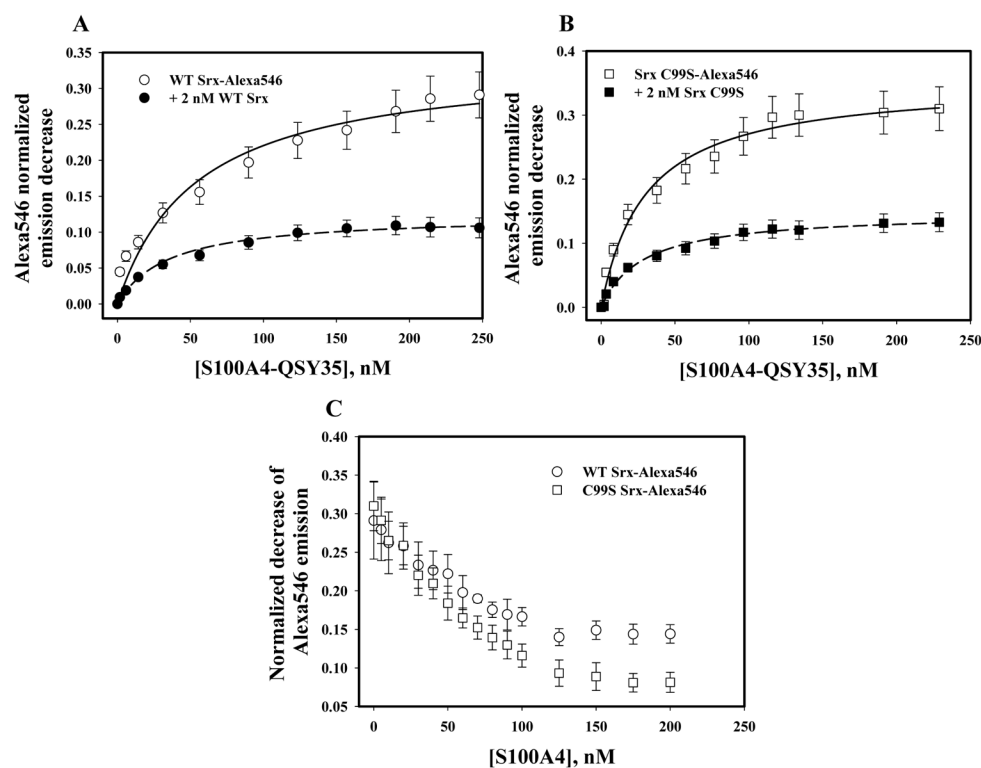 A
Alexa546 normalized
emission decrease
0.35
0.30
0.25
0.20
0.15
0.10
0.05
0.00
WT Srx-Alexa546
+ 2 nM WT Srx
0
50
100
150
200
250
[S100A4-QSY35], nM
B
Alexa546 normalized
emission decrease
0.4
0.3
0.2
0.1
0.0
Srx C99S-Alexa546
+ 2 nM Srx C99S
0
50
100
150
200
250
[S100A4-QSY35], nM
C
Normalized decrease of
Alexa546 emission
0.40
0.35
0.30
0.25
0.20
0.15
0.10
0.05
WT Srx-Alexa546
C99S Srx-Alexa546
0
50
100
150
200
250
[S100A4], nM